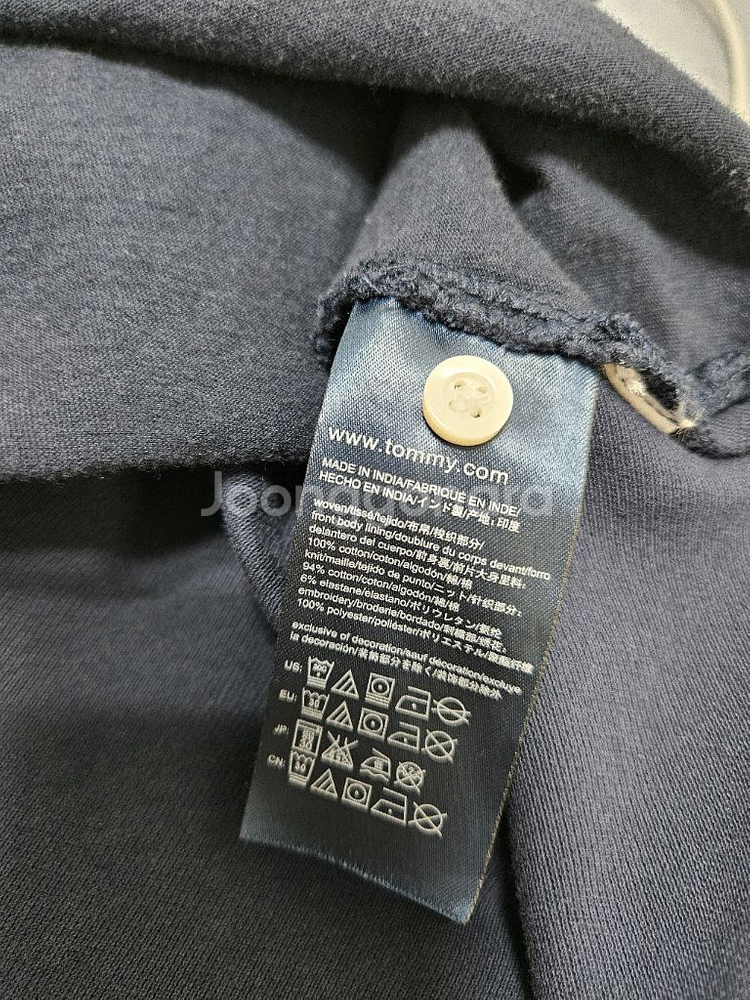 www.tommy.com
MADE IN INDIA/FABRIQUÉ EN INDE/
HECHO EN INDIA/インド製/产地: 印度
woven/tissé/tejido/布帛/梭织部分/
front body lining/doublure du corps devant/forro
delantero del cuerpo/前身裏/前片大身里料:
100% cotton/coton/algodón/綿/棉
knit/maille/tejido de punto/ニット/针织部分:
94% cotton/coton/algodón/綿/棉
6% elastane/élastano/ポリウレタン/氨纶
embroidery/broderie/bordado/刺繍部/绣花:
100% polyester/poliéster/ポリエステル/聚酯纤维
exclusive of decoration/sauf décoration/excluye
la decoración/装飾部分を除く/装饰部分除外
US:
EU:
JP:
CN:
Joonggonara